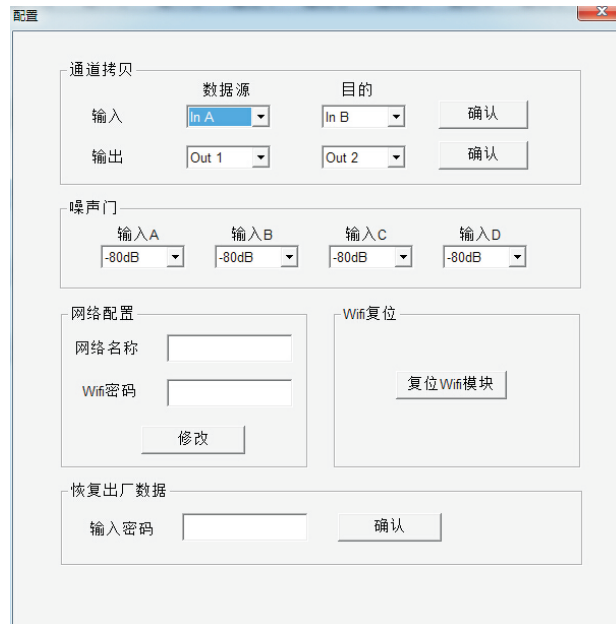 配置
通道拷贝
数据源 目的
输入 In A In B 确认
输出 Out 1 Out 2 确认
噪声门
输入A 输入B 输入C 输入D
-80dB -80dB -80dB -80dB
网络配置 Wifi复位
网络名称
Wifi密码 复位Wifi模块
修改
恢复出厂数据
输入密码 确认